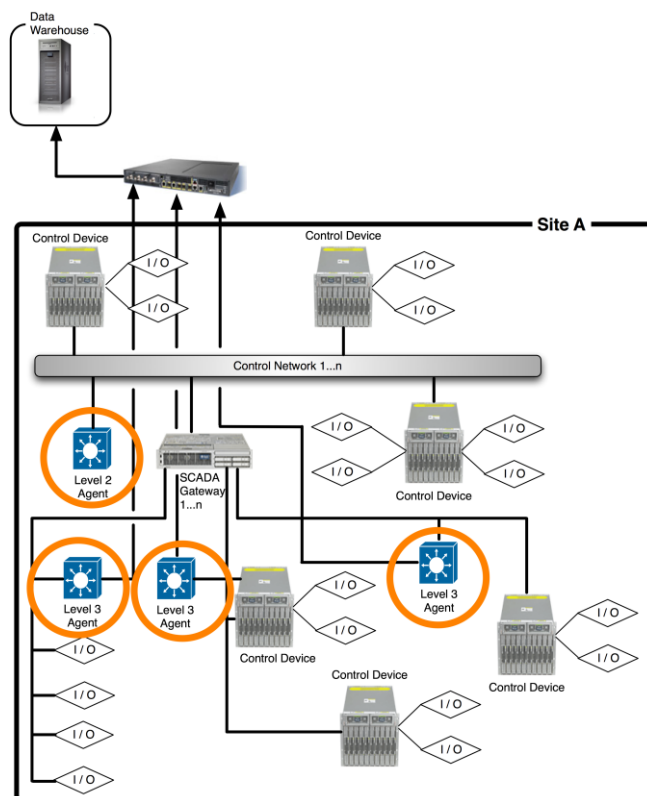 Data
Warehouse
Site A
Control Device
I / O
I / O
Control Device
I / O
I / O
Control Network 1...n
Level 2
Agent
SCADA
Gateway
1...n
I / O
I / O
I / O
I / O
Control Device
Level 3
Agent
Level 3
Agent
Level 3
Agent
I / O
I / O
Control Device
I / O
I / O
Control Device
I / O
I / O
I / O
I / O
Control Device
I / O
I / O